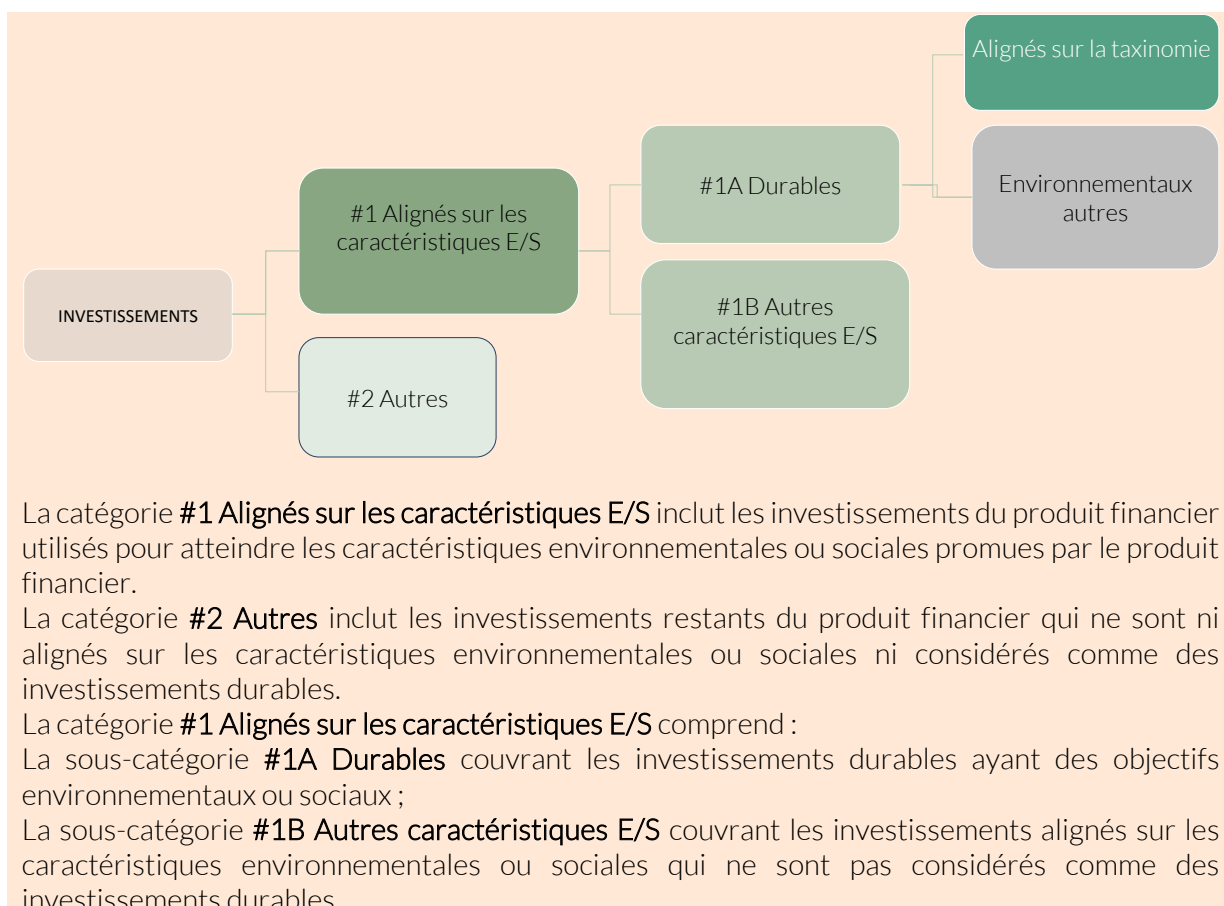 Alignés sur la taxinomie
#1A Durables
Environnementaux
autres
#1 Alignés sur les
caractéristiques E/S
#1B Autres
caractéristiques E/S
INVESTISSEMENTS
#2 Autres
La catégorie #1 Alignés sur les caractéristiques E/S inclut les investissements du produit financier
utilisés pour atteindre les caractéristiques environnementales ou sociales promues par le produit
financier.
La catégorie #2 Autres inclut les investissements restants du produit financier qui ne sont ni
alignés sur les caractéristiques environnementales ou sociales ni considérés comme des
investissements durables.
La catégorie #1 Alignés sur les caractéristiques E/S comprend :
La sous-catégorie #1A Durables couvrant les investissements durables ayant des objectifs
environnementaux ou sociaux ;
La sous-catégorie #1B Autres caractéristiques E/S couvrant les investissements alignés sur les
caractéristiques environnementales ou sociales qui ne sont pas considérés comme des
investissements durables.